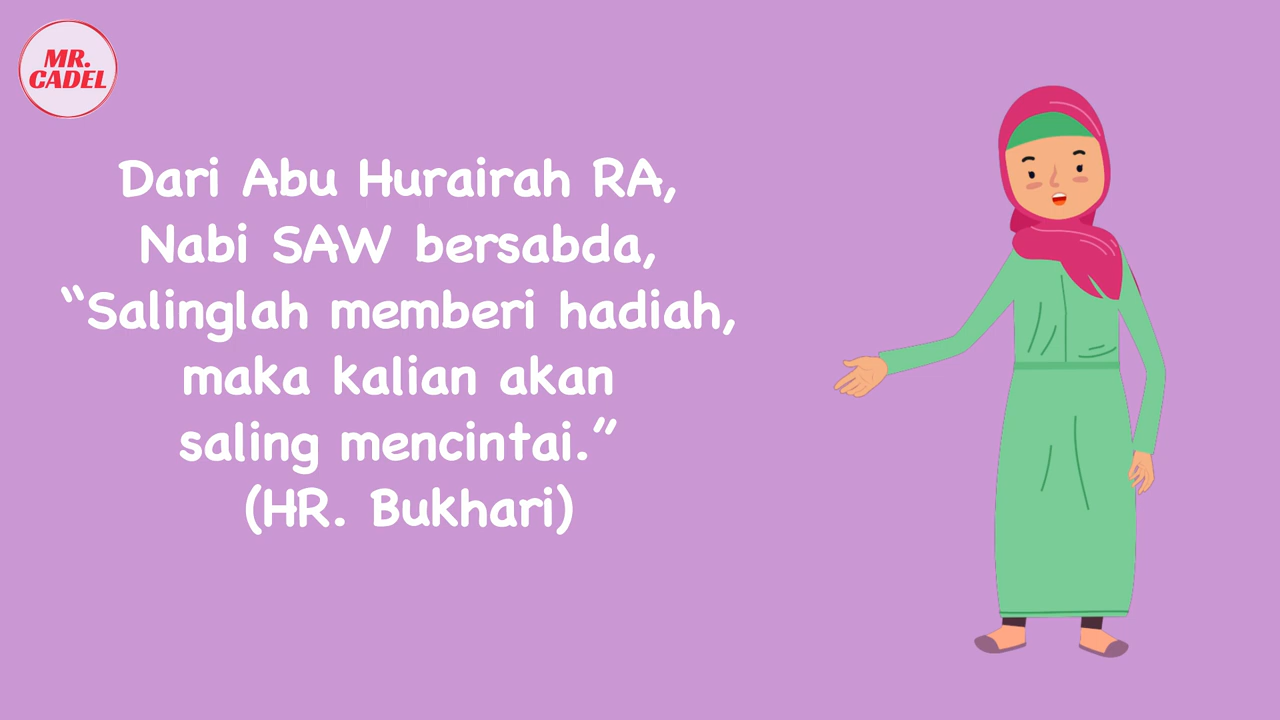 MR.
CADEL
Dari Abu Hurairah RA,
Nabi SAW bersabda,
“Salinglah memberi hadiah,
maka kalian akan
saling mencintai.”
(HR. Bukhari)